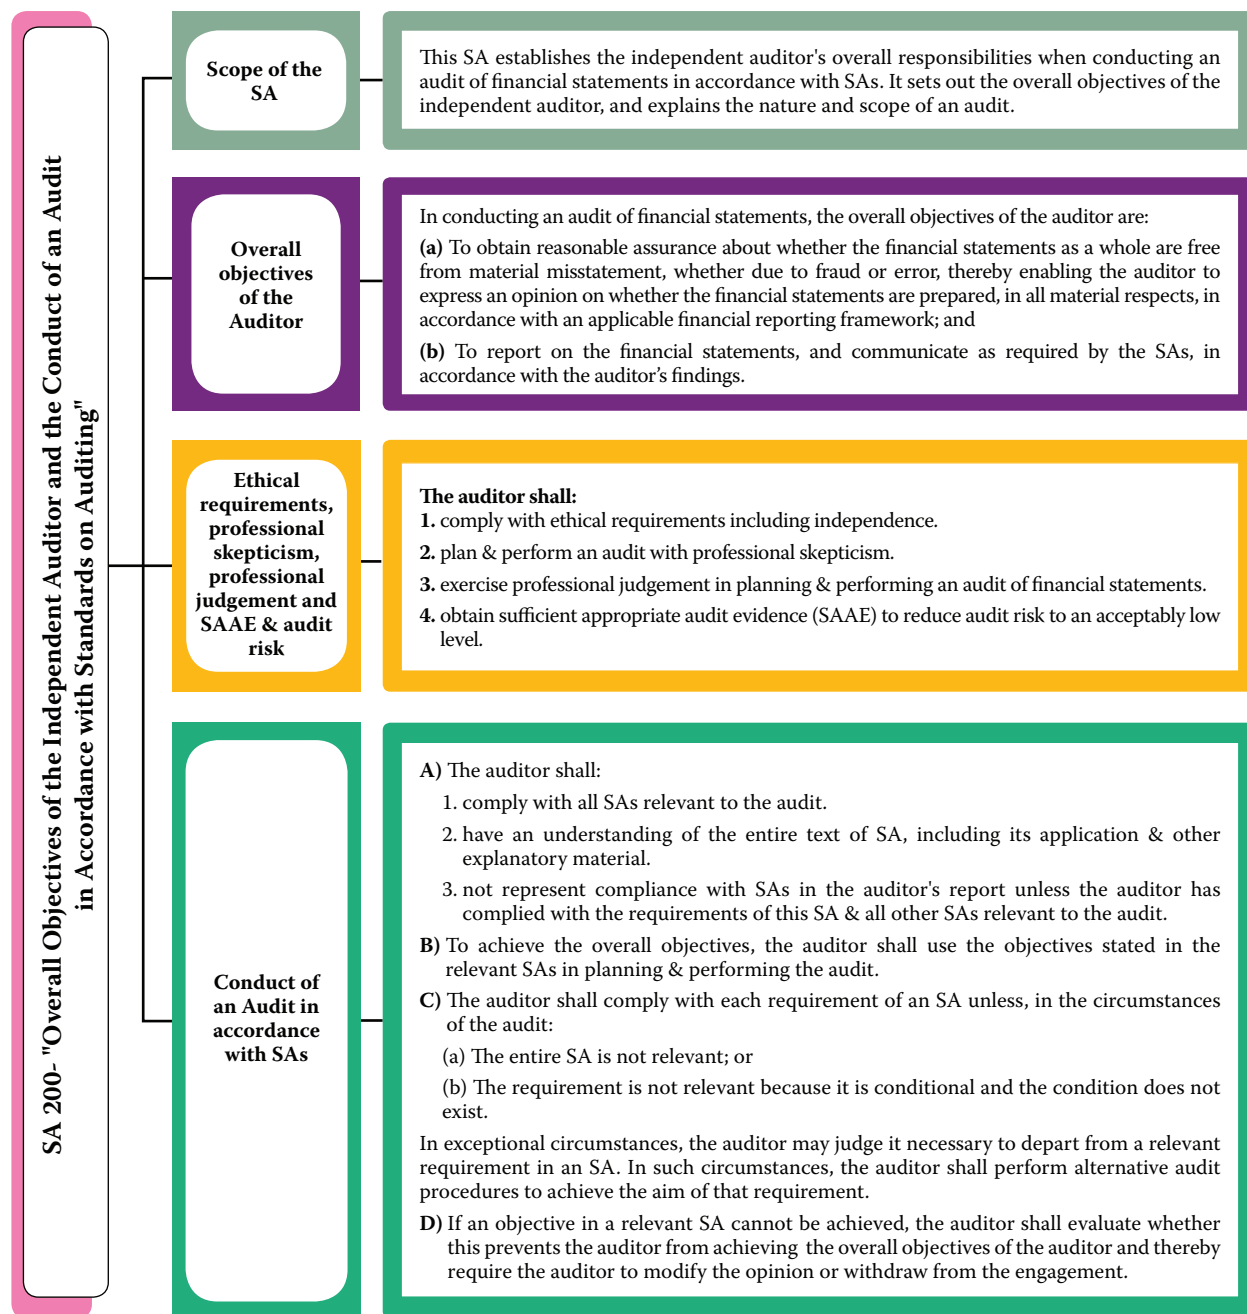 SA 200- "Overall Objectives of the Independent Auditor and the Conduct of an Audit
in Accordance with Standards on Auditing"
Scope of the
SA
This SA establishes the independent auditor's overall responsibilities when conducting an
audit of financial statements in accordance with SAs. It sets out the overall objectives of the
independent auditor, and explains the nature and scope of an audit.
Overall
objectives
of the
Auditor
In conducting an audit of financial statements, the overall objectives of the auditor are:
(a) To obtain reasonable assurance about whether the financial statements as a whole are free
from material misstatement, whether due to fraud or error, thereby enabling the auditor to
express an opinion on whether the financial statements are prepared, in all material respects, in
accordance with an applicable financial reporting framework; and
(b) To report on the financial statements, and communicate as required by the SAs, in
accordance with the auditor’s findings.
Ethical
requirements,
professional
skepticism,
professional
judgement and
SAAE & audit
risk
The auditor shall:
1. comply with ethical requirements including independence.
2. plan & perform an audit with professional skepticism.
3. exercise professional judgement in planning & performing an audit of financial statements.
4. obtain sufficient appropriate audit evidence (SAAE) to reduce audit risk to an acceptably low
level.
Conduct of
an Audit in
accordance
with SAs
A) The auditor shall:
1. comply with all SAs relevant to the audit.
2. have an understanding of the entire text of SA, including its application & other
explanatory material.
3. not represent compliance with SAs in the auditor's report unless the auditor has
complied with the requirements of this SA & all other SAs relevant to the audit.
B) To achieve the overall objectives, the auditor shall use the objectives stated in the
relevant SAs in planning & performing the audit.
C) The auditor shall comply with each requirement of an SA unless, in the circumstances
of the audit:
(a) The entire SA is not relevant; or
(b) The requirement is not relevant because it is conditional and the condition does not
exist.
In exceptional circumstances, the auditor may judge it necessary to depart from a relevant
requirement in an SA. In such circumstances, the auditor shall perform alternative audit
procedures to achieve the aim of that requirement.
D) If an objective in a relevant SA cannot be achieved, the auditor shall evaluate whether
this prevents the auditor from achieving the overall objectives of the auditor and thereby
require the auditor to modify the opinion or withdraw from the engagement.